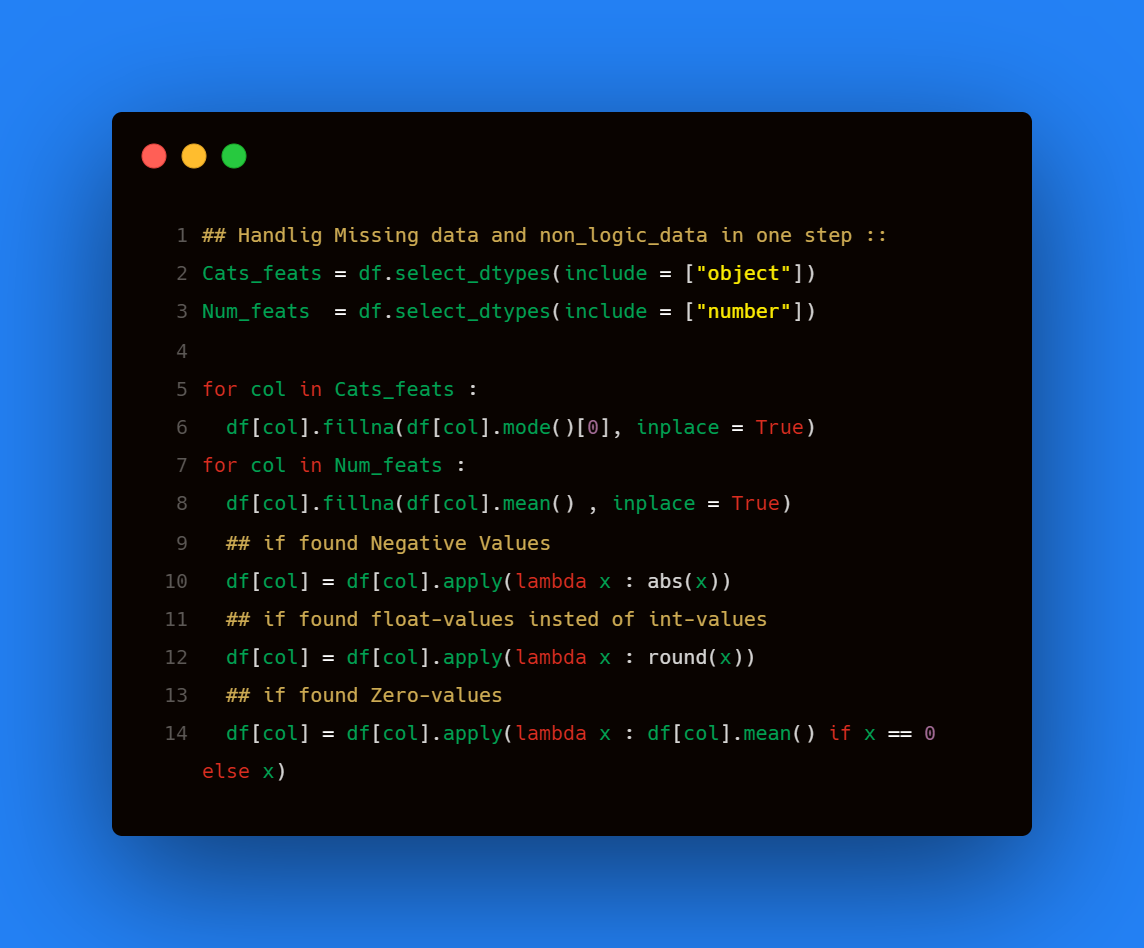 1 ## Handlig Missing data and non_logic_data in one step ::
2 Cats_feats = df.select_dtypes(include = ["object"])
3 Num_feats  = df.select_dtypes(include = ["number"])
4
5 for col in Cats_feats :
6   df[col].fillna(df[col].mode()[0], inplace = True)
7 for col in Num_feats :
8   df[col].fillna(df[col].mean() , inplace = True)
9   ## if found Negative Values
10   df[col] = df[col].apply(lambda x : abs(x))
11   ## if found float-values insted of int-values
12   df[col] = df[col].apply(lambda x : round(x))
13   ## if found Zero-values
14   df[col] = df[col].apply(lambda x : df[col].mean() if x == 0
else x)